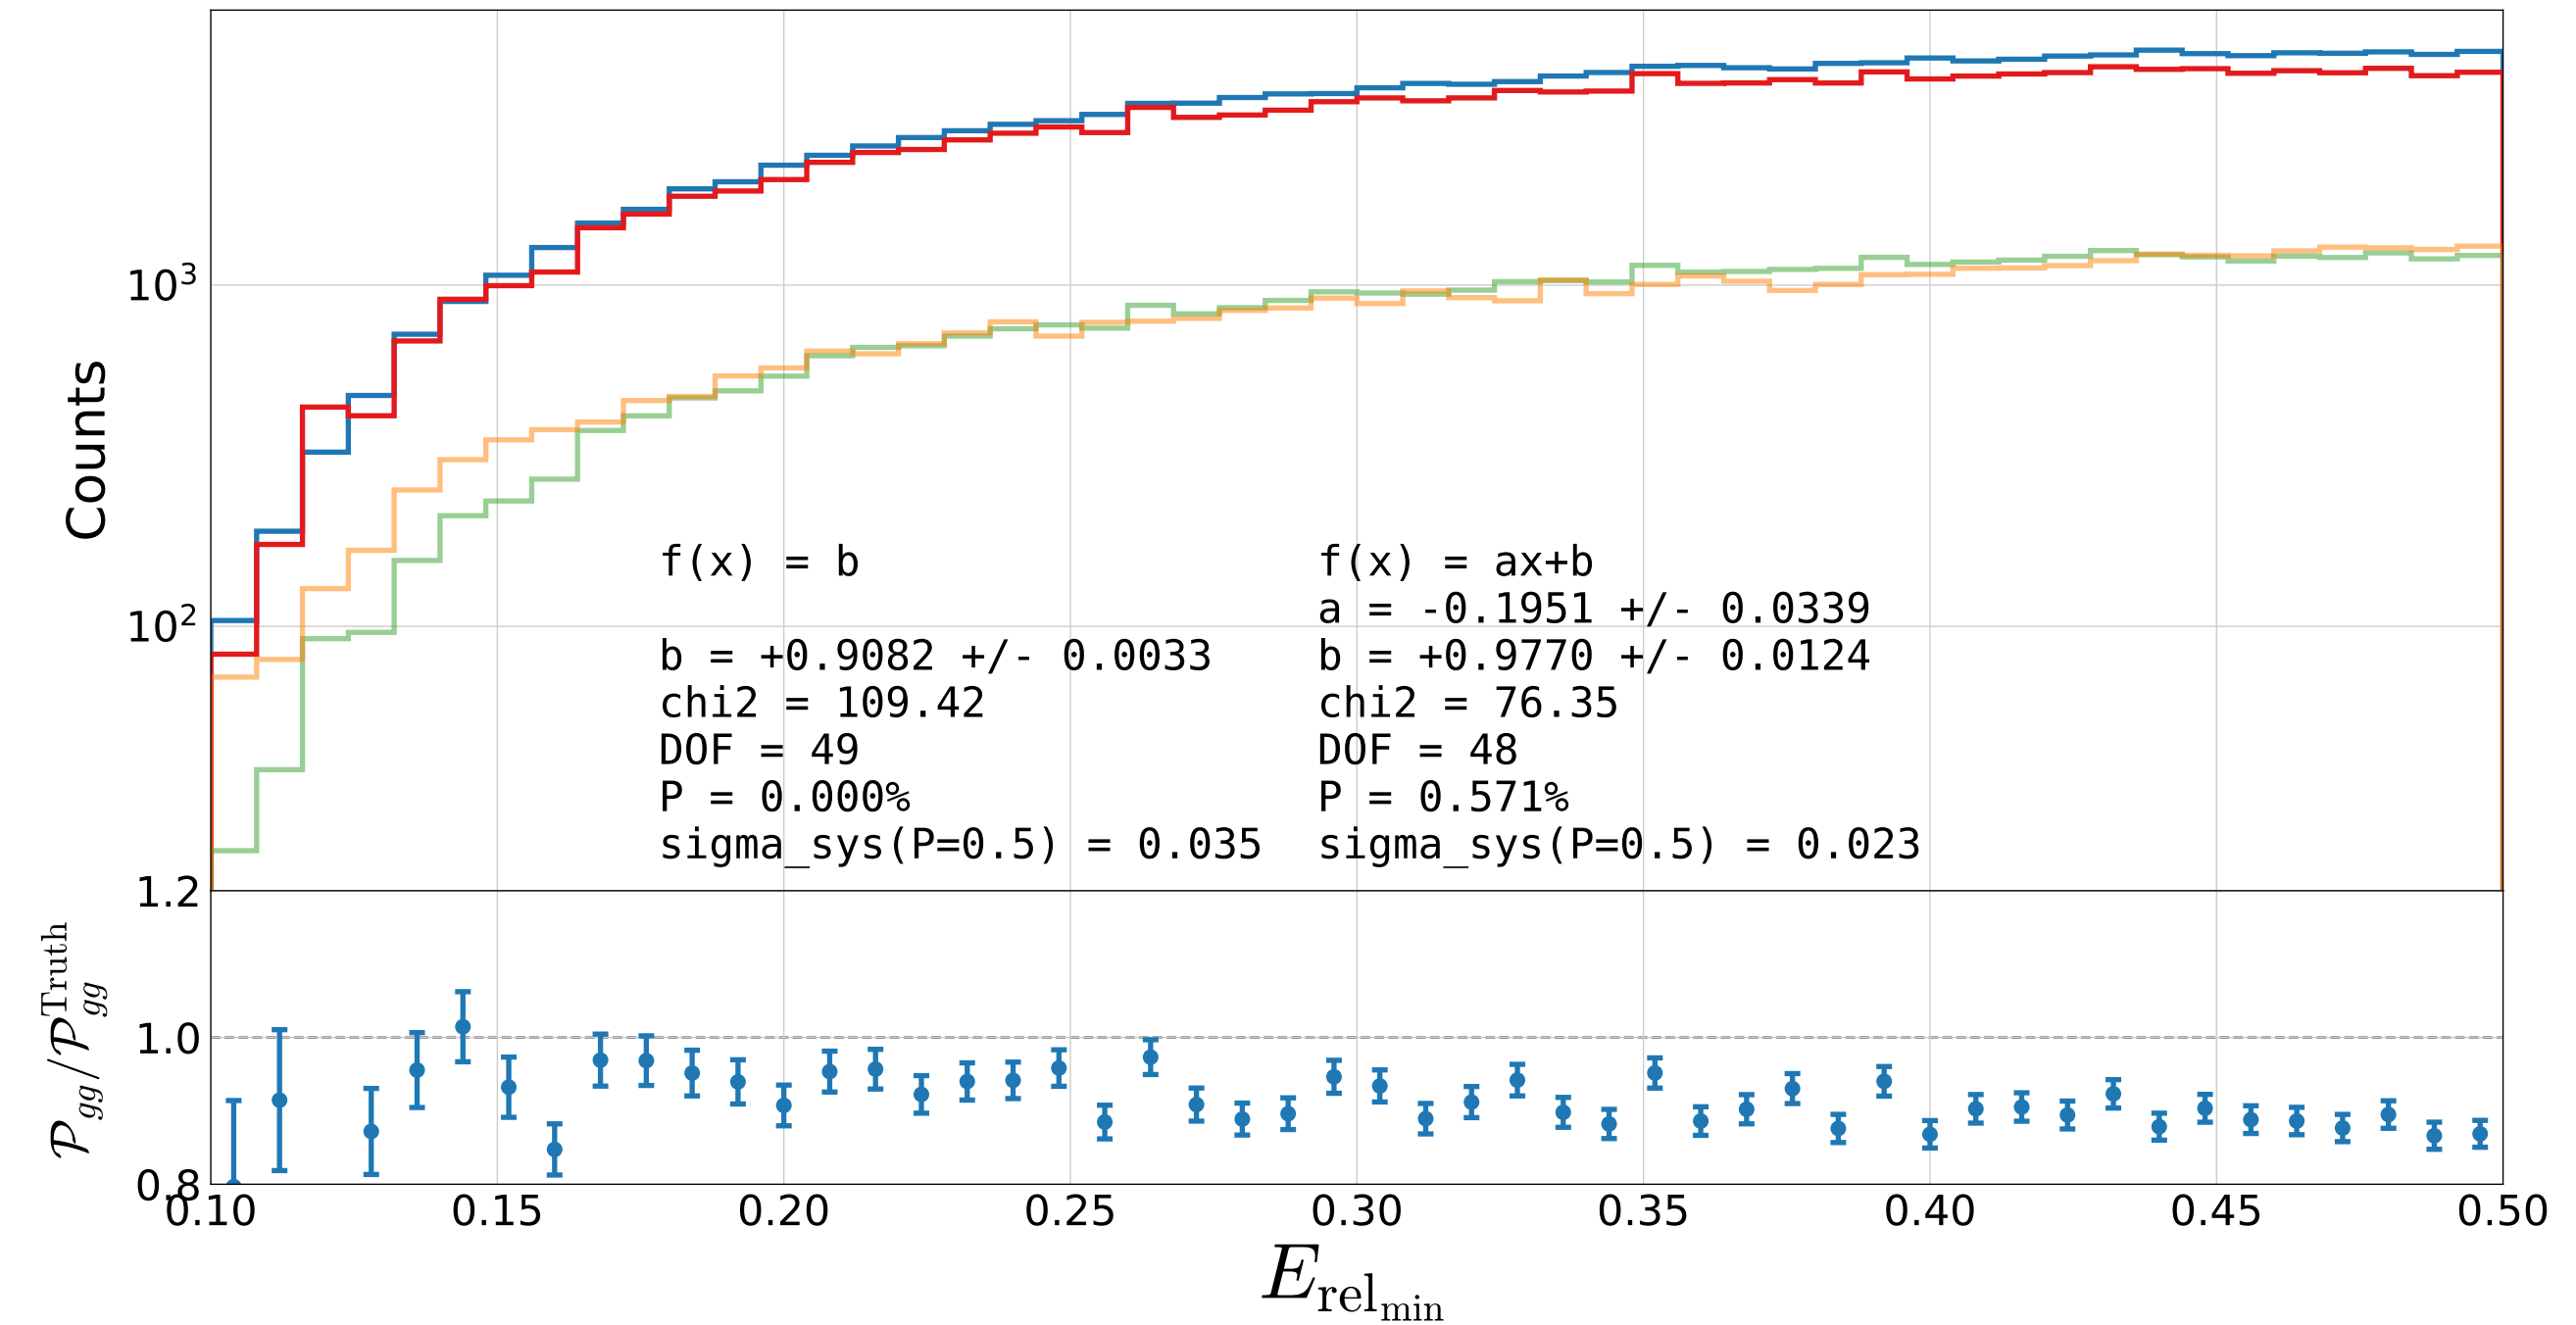 Counts
10³
10²
f(x) = b
b = +0.9082 +/- 0.0033
chi2 = 109.42
DOF = 49
P = 0.000%
sigma_sys(P=0.5) = 0.035
f(x) = ax+b
a = -0.1951 +/- 0.0339
b = +0.9770 +/- 0.0124
chi2 = 76.35
DOF = 48
P = 0.571%
sigma_sys(P=0.5) = 0.023
𝒫gg/𝒫gg^Truth
1.2
1.0
0.8
0.10 0.15 0.20 0.25 0.30 0.35 0.40 0.45 0.50
E_rel_min